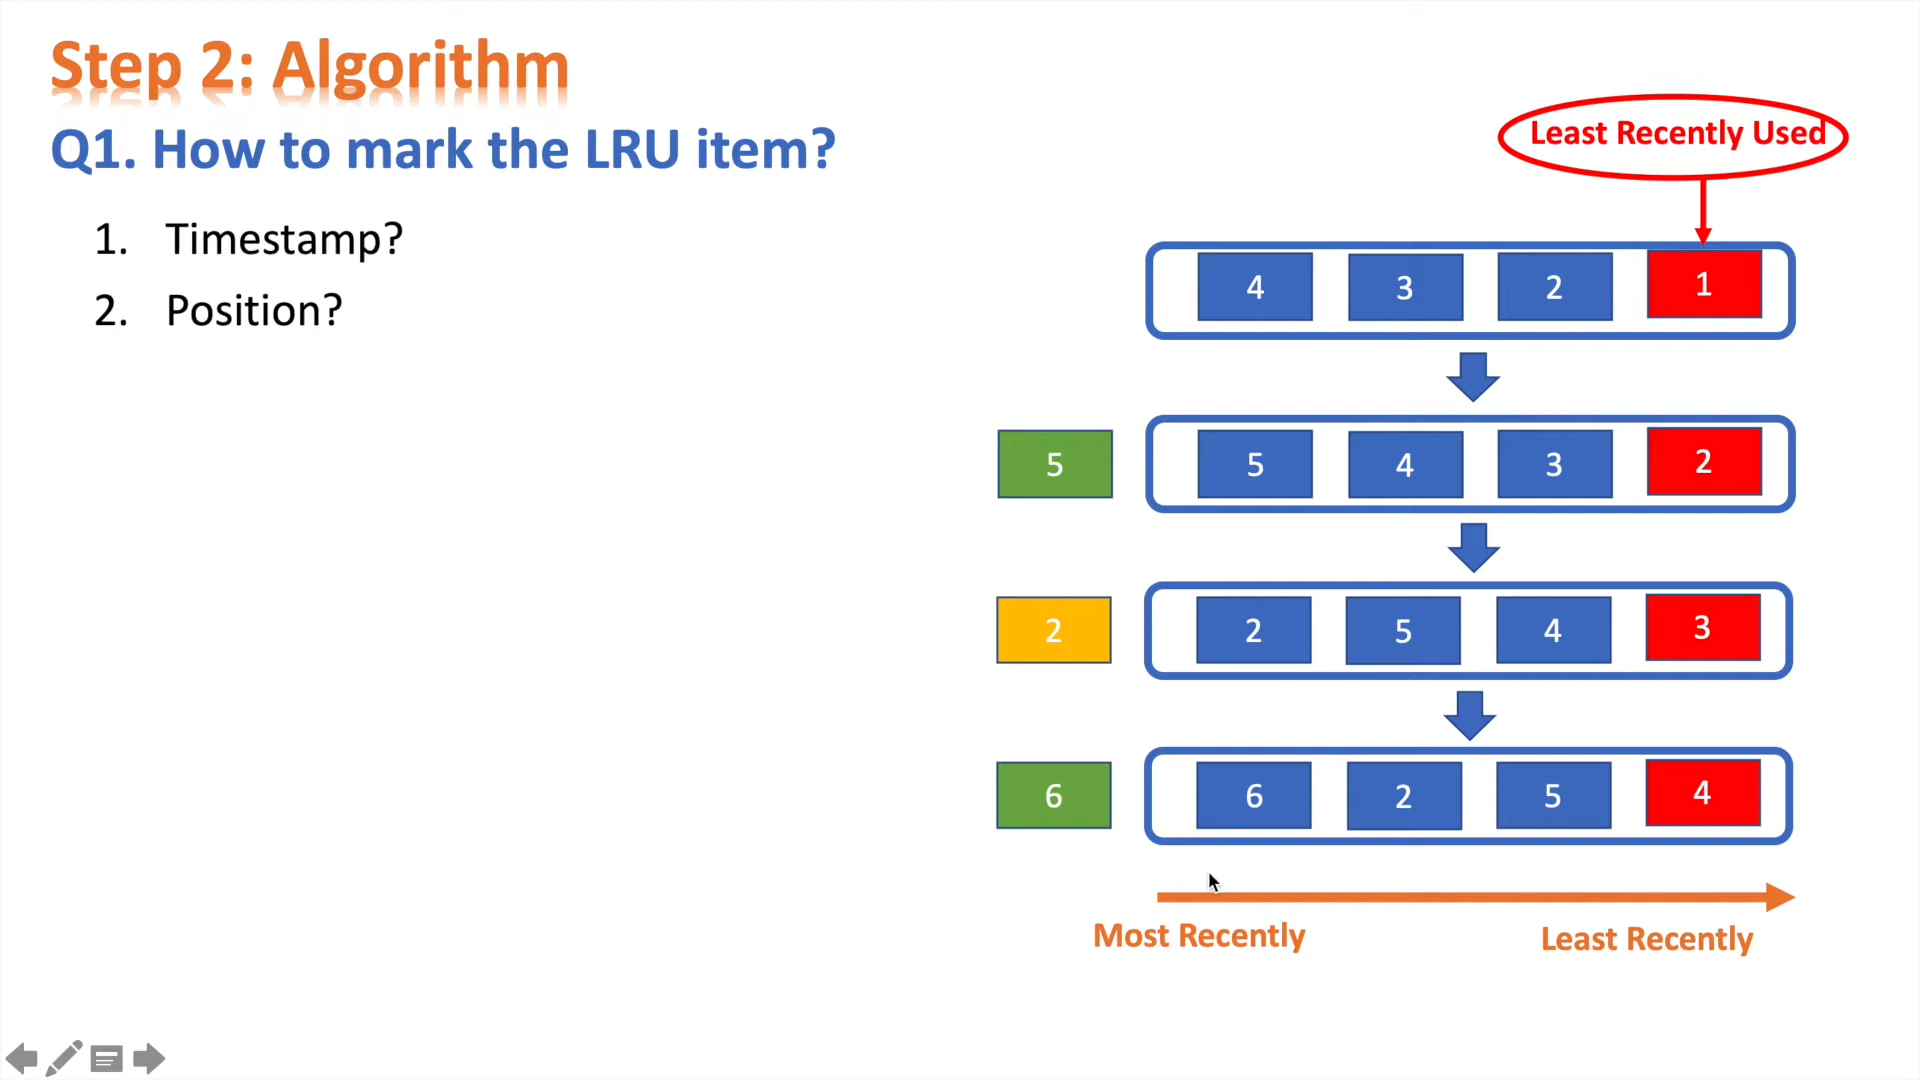 Step 2: Algorithm
Q1. How to mark the LRU item?
1. Timestamp?
2. Position?
Least Recently Used
4 3 2 1
5 5 4 3 2
2 2 5 4 3
6 6 2 5 4
Most Recently Least Recently